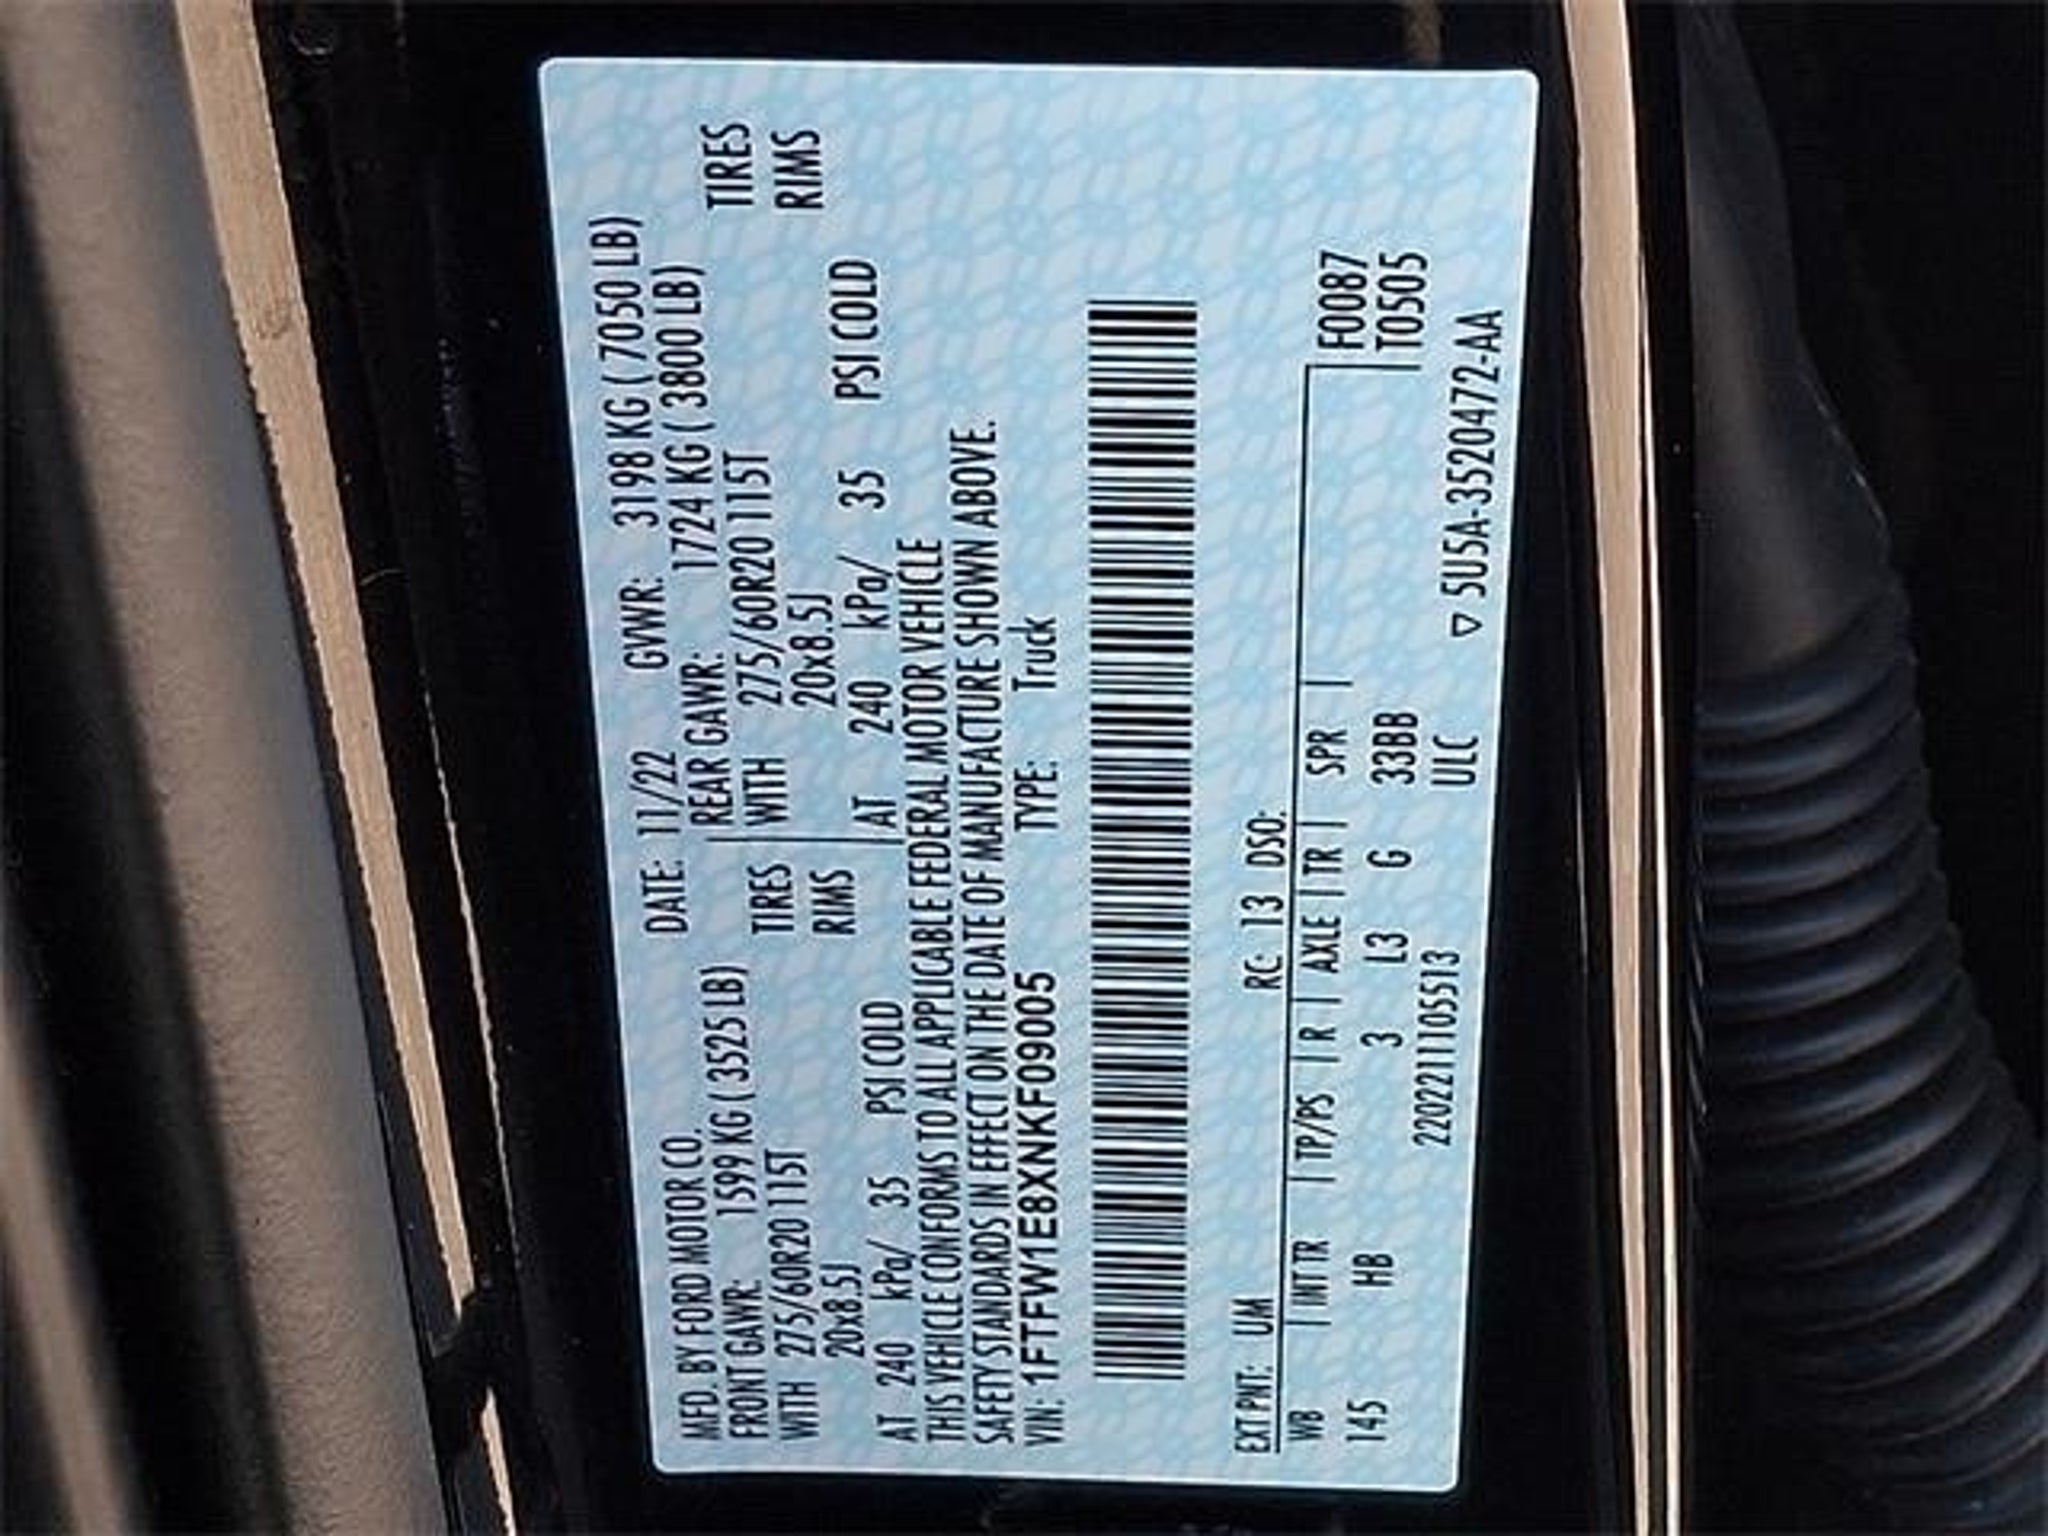 MFD. BY FORD MOTOR CO. DATE: 11/22 GVWR: 3198 KG ( 7050 LB)
FRONT GAWR: 1599 KG ( 3525 LB) REAR GAWR: 1724 KG ( 3800 LB)
WITH 275/60R20 115T TIRES WITH 275/60R20 115T TIRES
20x8.5J RIMS 20x8.5J RIMS
AT 240 kPa/ 35 PSI COLD AT 240 kPa/ 35 PSI COLD
THIS VEHICLE CONFORMS TO ALL APPLICABLE FEDERAL MOTOR VEHICLE
SAFETY STANDARDS IN EFFECT ON THE DATE OF MANUFACTURE SHOWN ABOVE.
VIN: 1FTFW1E8XNKF09005 TYPE: Truck
EXT PNT: UM RC: 13 DSO:
WB | INT TR | TP/PS | R | AXLE | TR | SPR | F0087
145 HB 3 L3 G 33BB T0505
2202211105513 ULC
▽ 5U5A-3520472-AA